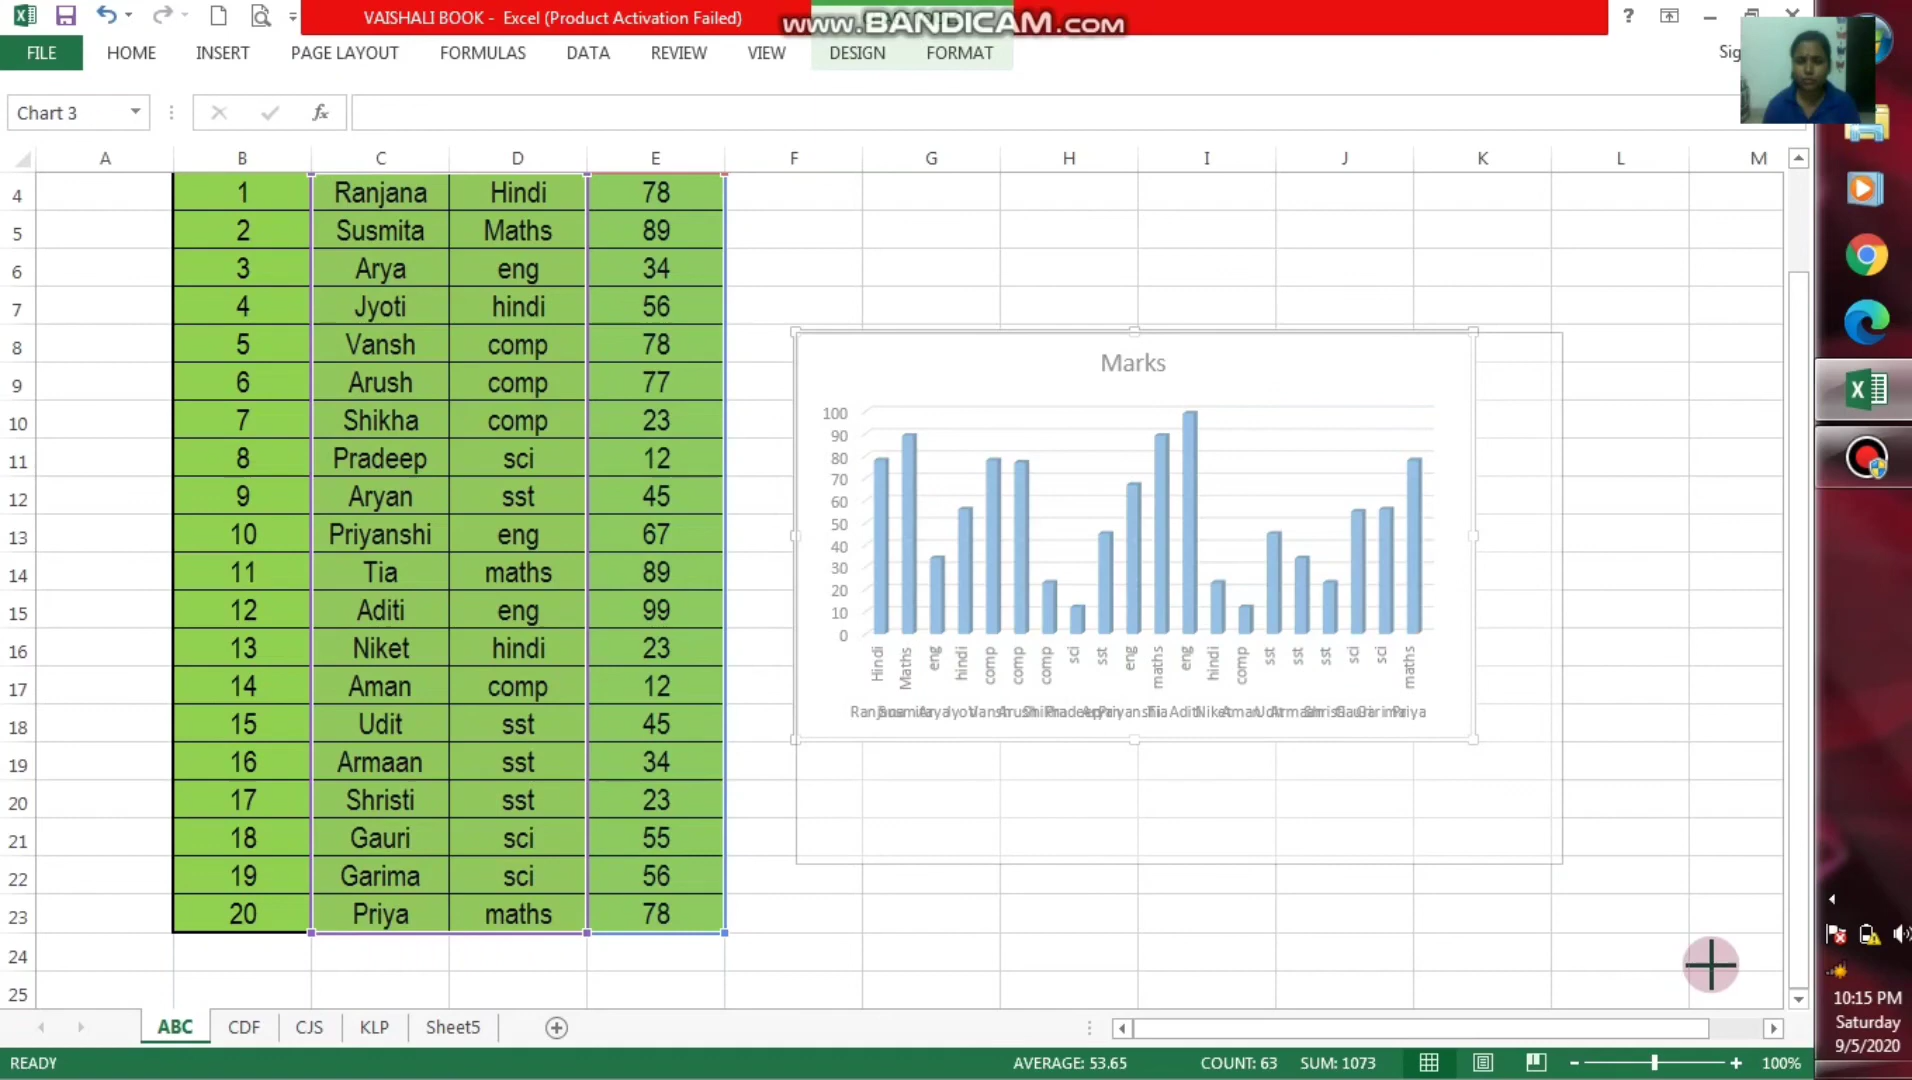 VAISHALI BOOK - Excel (Product Activation Failed)
www.BANDICAM.com
?
FILE HOME INSERT PAGE LAYOUT FORMULAS DATA REVIEW VIEW DESIGN FORMAT Sig
Chart 3 fx
A B C D E F G H I J K L M
4 1 Ranjana Hindi 78
5 2 Susmita Maths 89
6 3 Arya eng 34
7 4 Jyoti hindi 56
8 5 Vansh comp 78
9 6 Arush comp 77
10 7 Shikha comp 23
11 8 Pradeep sci 12
12 9 Aryan sst 45
13 10 Priyanshi eng 67
14 11 Tia maths 89
15 12 Aditi eng 99
16 13 Niket hindi 23
17 14 Aman comp 12
18 15 Udit sst 45
19 16 Armaan sst 34
20 17 Shristi sst 23
21 18 Gauri sci 55
22 19 Garima sci 56
23 20 Priya maths 78
24
25
Marks
100
90
80
70
60
50
40
30
20
10
0
Hindi Maths eng hindi comp comp comp sci sst eng maths eng hindi comp sst sst sst sci sci maths
ABC CDF CJS KLP Sheet5
READY AVERAGE: 53.65 COUNT: 63 SUM: 1073 100%
10:15 PM
Saturday
9/5/2020